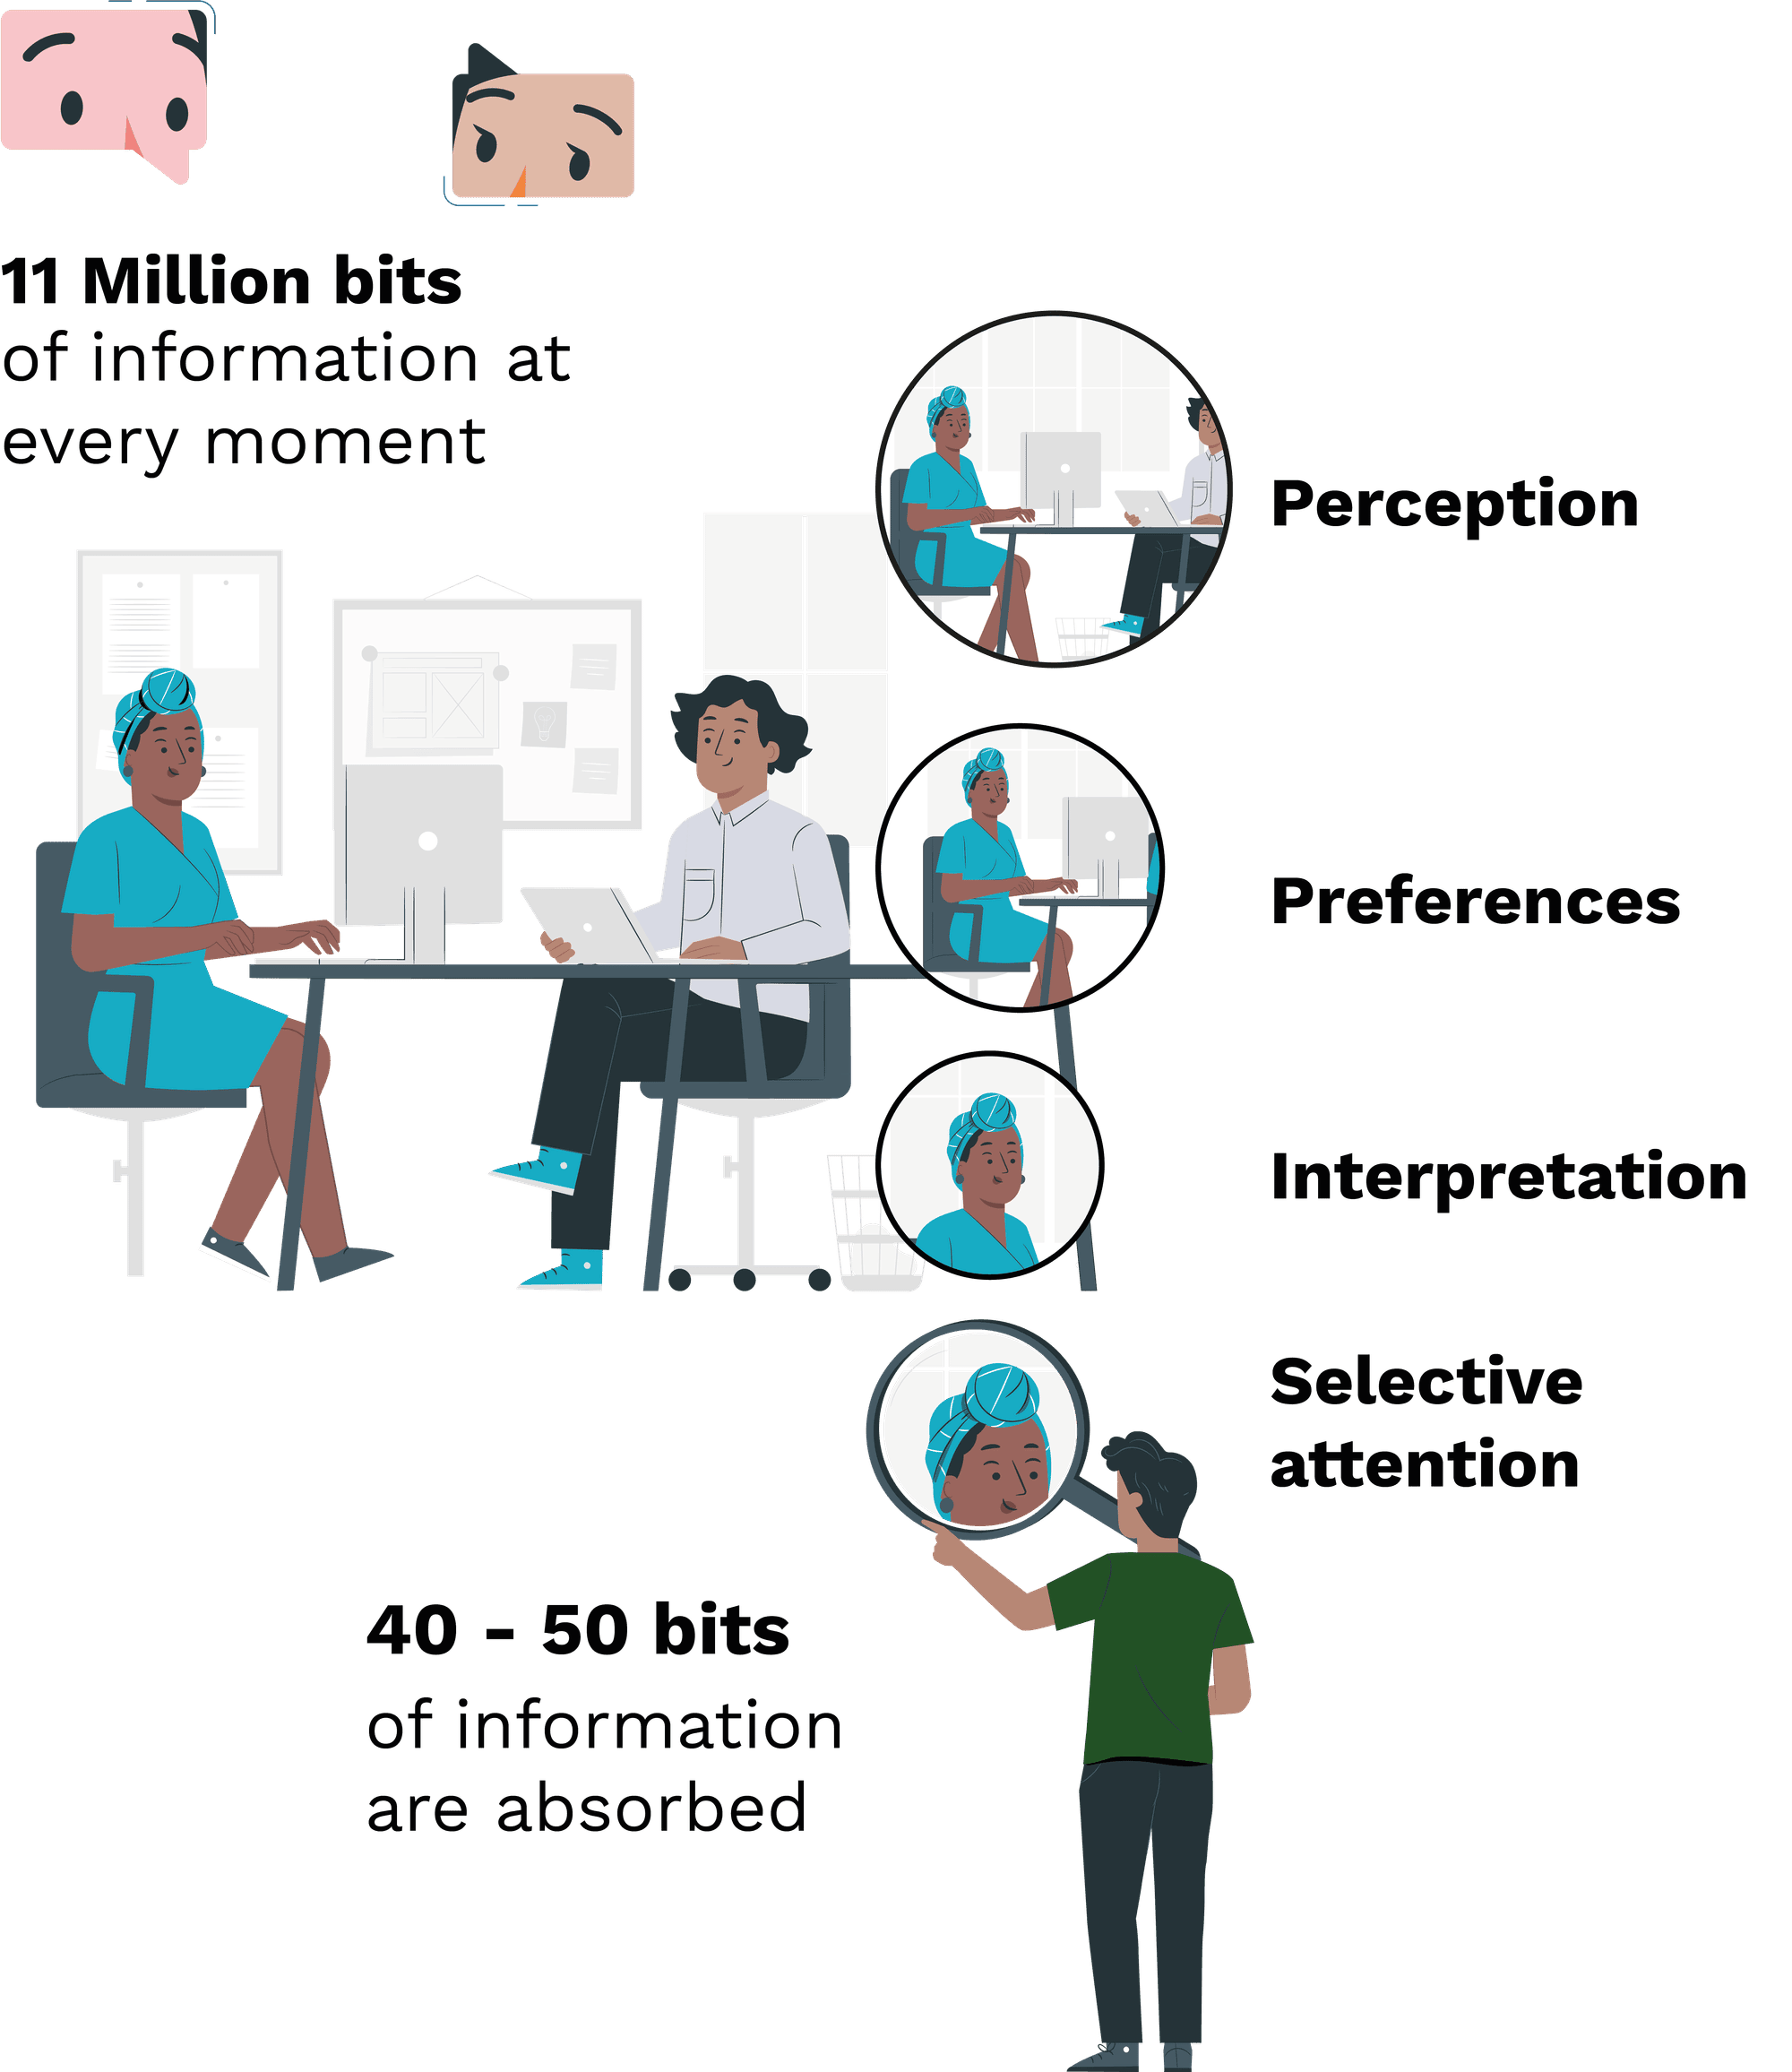 11 Million bits
of information at
every moment
Perception
Preferences
Interpretation
Selective
attention
40 - 50 bits
of information
are absorbed